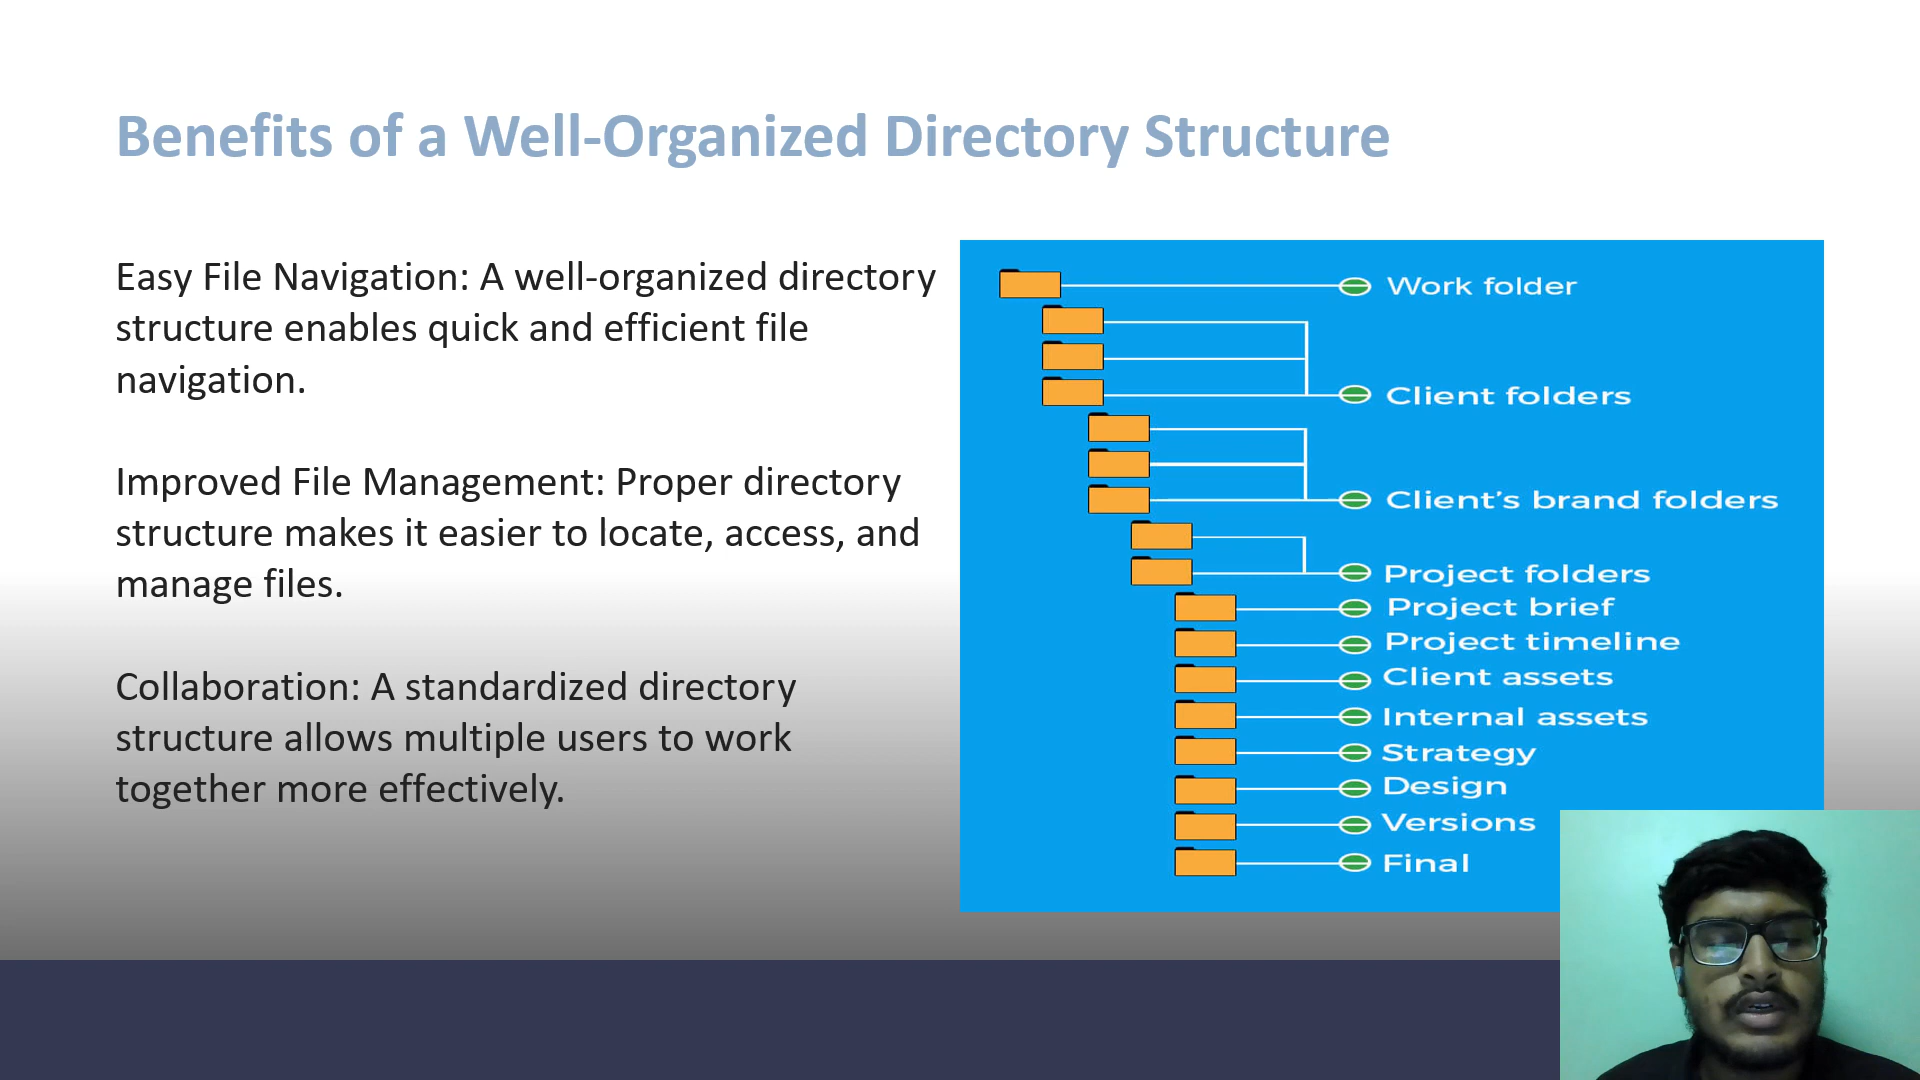 Benefits of a Well-Organized Directory Structure
Easy File Navigation: A well-organized directory
structure enables quick and efficient file
navigation.
Improved File Management: Proper directory
structure makes it easier to locate, access, and
manage files.
Collaboration: A standardized directory
structure allows multiple users to work
together more effectively.
Work folder
Client folders
Client’s brand folders
Project folders
Project brief
Project timeline
Client assets
Internal assets
Strategy
Design
Versions
Final